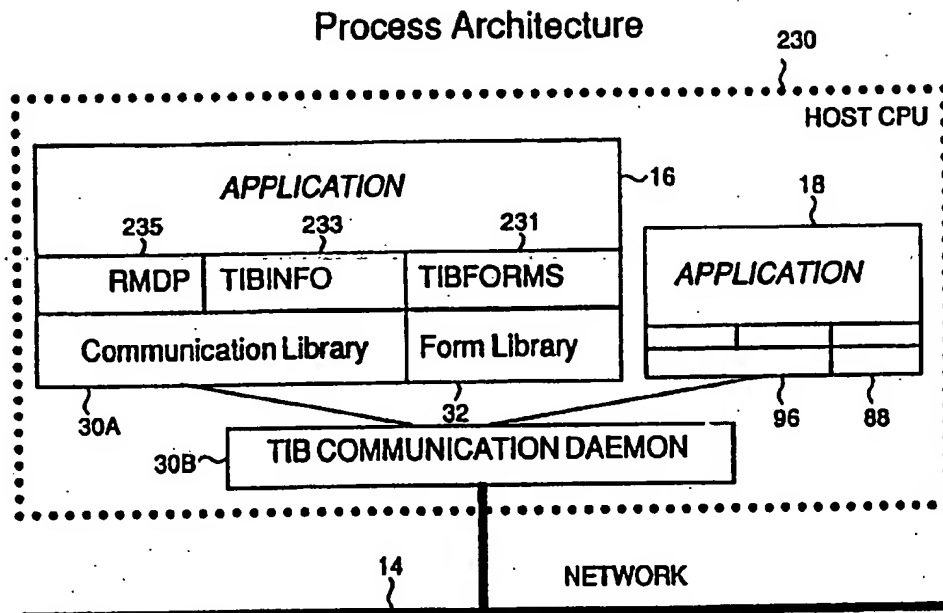 Process Architecture
230
HOST CPU
APPLICATION
16
18
235 233 231
RMDP TIBINFO TIBFORMS
APPLICATION
Communication Library Form Library
30A 32 96 88
30B TIB COMMUNICATION DAEMON
14 NETWORK